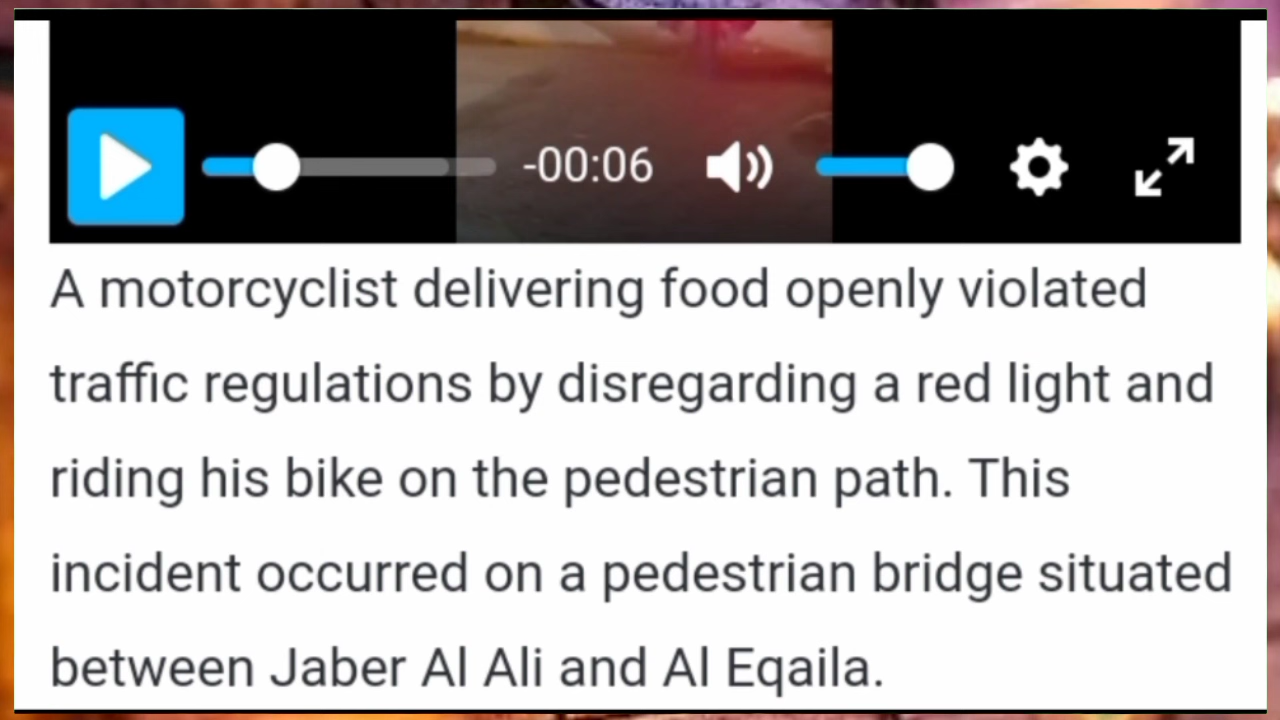 -00:06
A motorcyclist delivering food openly violated
traffic regulations by disregarding a red light and
riding his bike on the pedestrian path. This
incident occurred on a pedestrian bridge situated
between Jaber Al Ali and Al Eqaila.